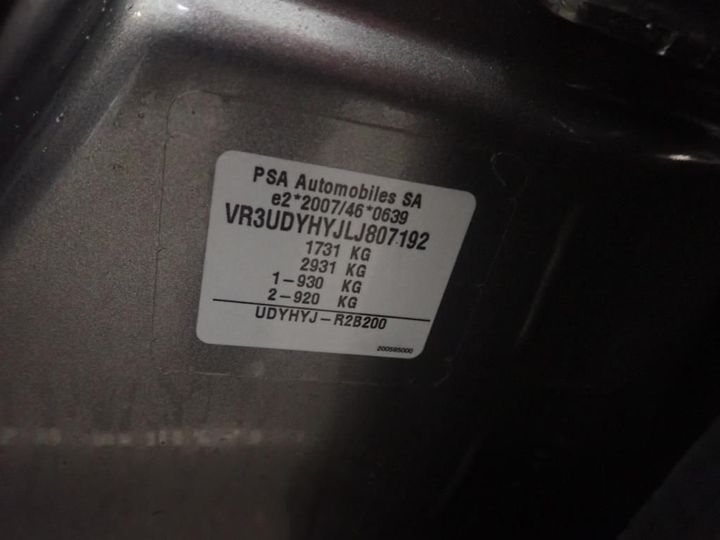 PSA Automobiles SA
e2*2007/46*0639
VR3UDYHYJLJ807192
1731 KG
2931 KG
1-930 KG
2-920 KG
UDYHYJ-R2B200
200595000